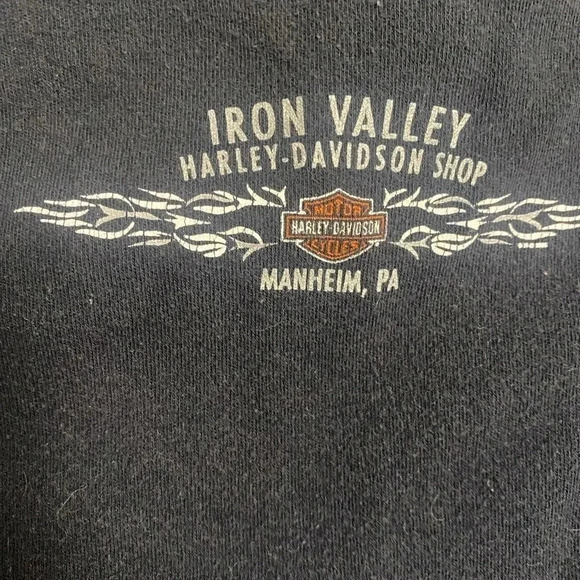 IRON VALLEY
HARLEY-DAVIDSON SHOP
MOTOR
HARLEY-DAVIDSON
CYCLES
MANHEIM, PA